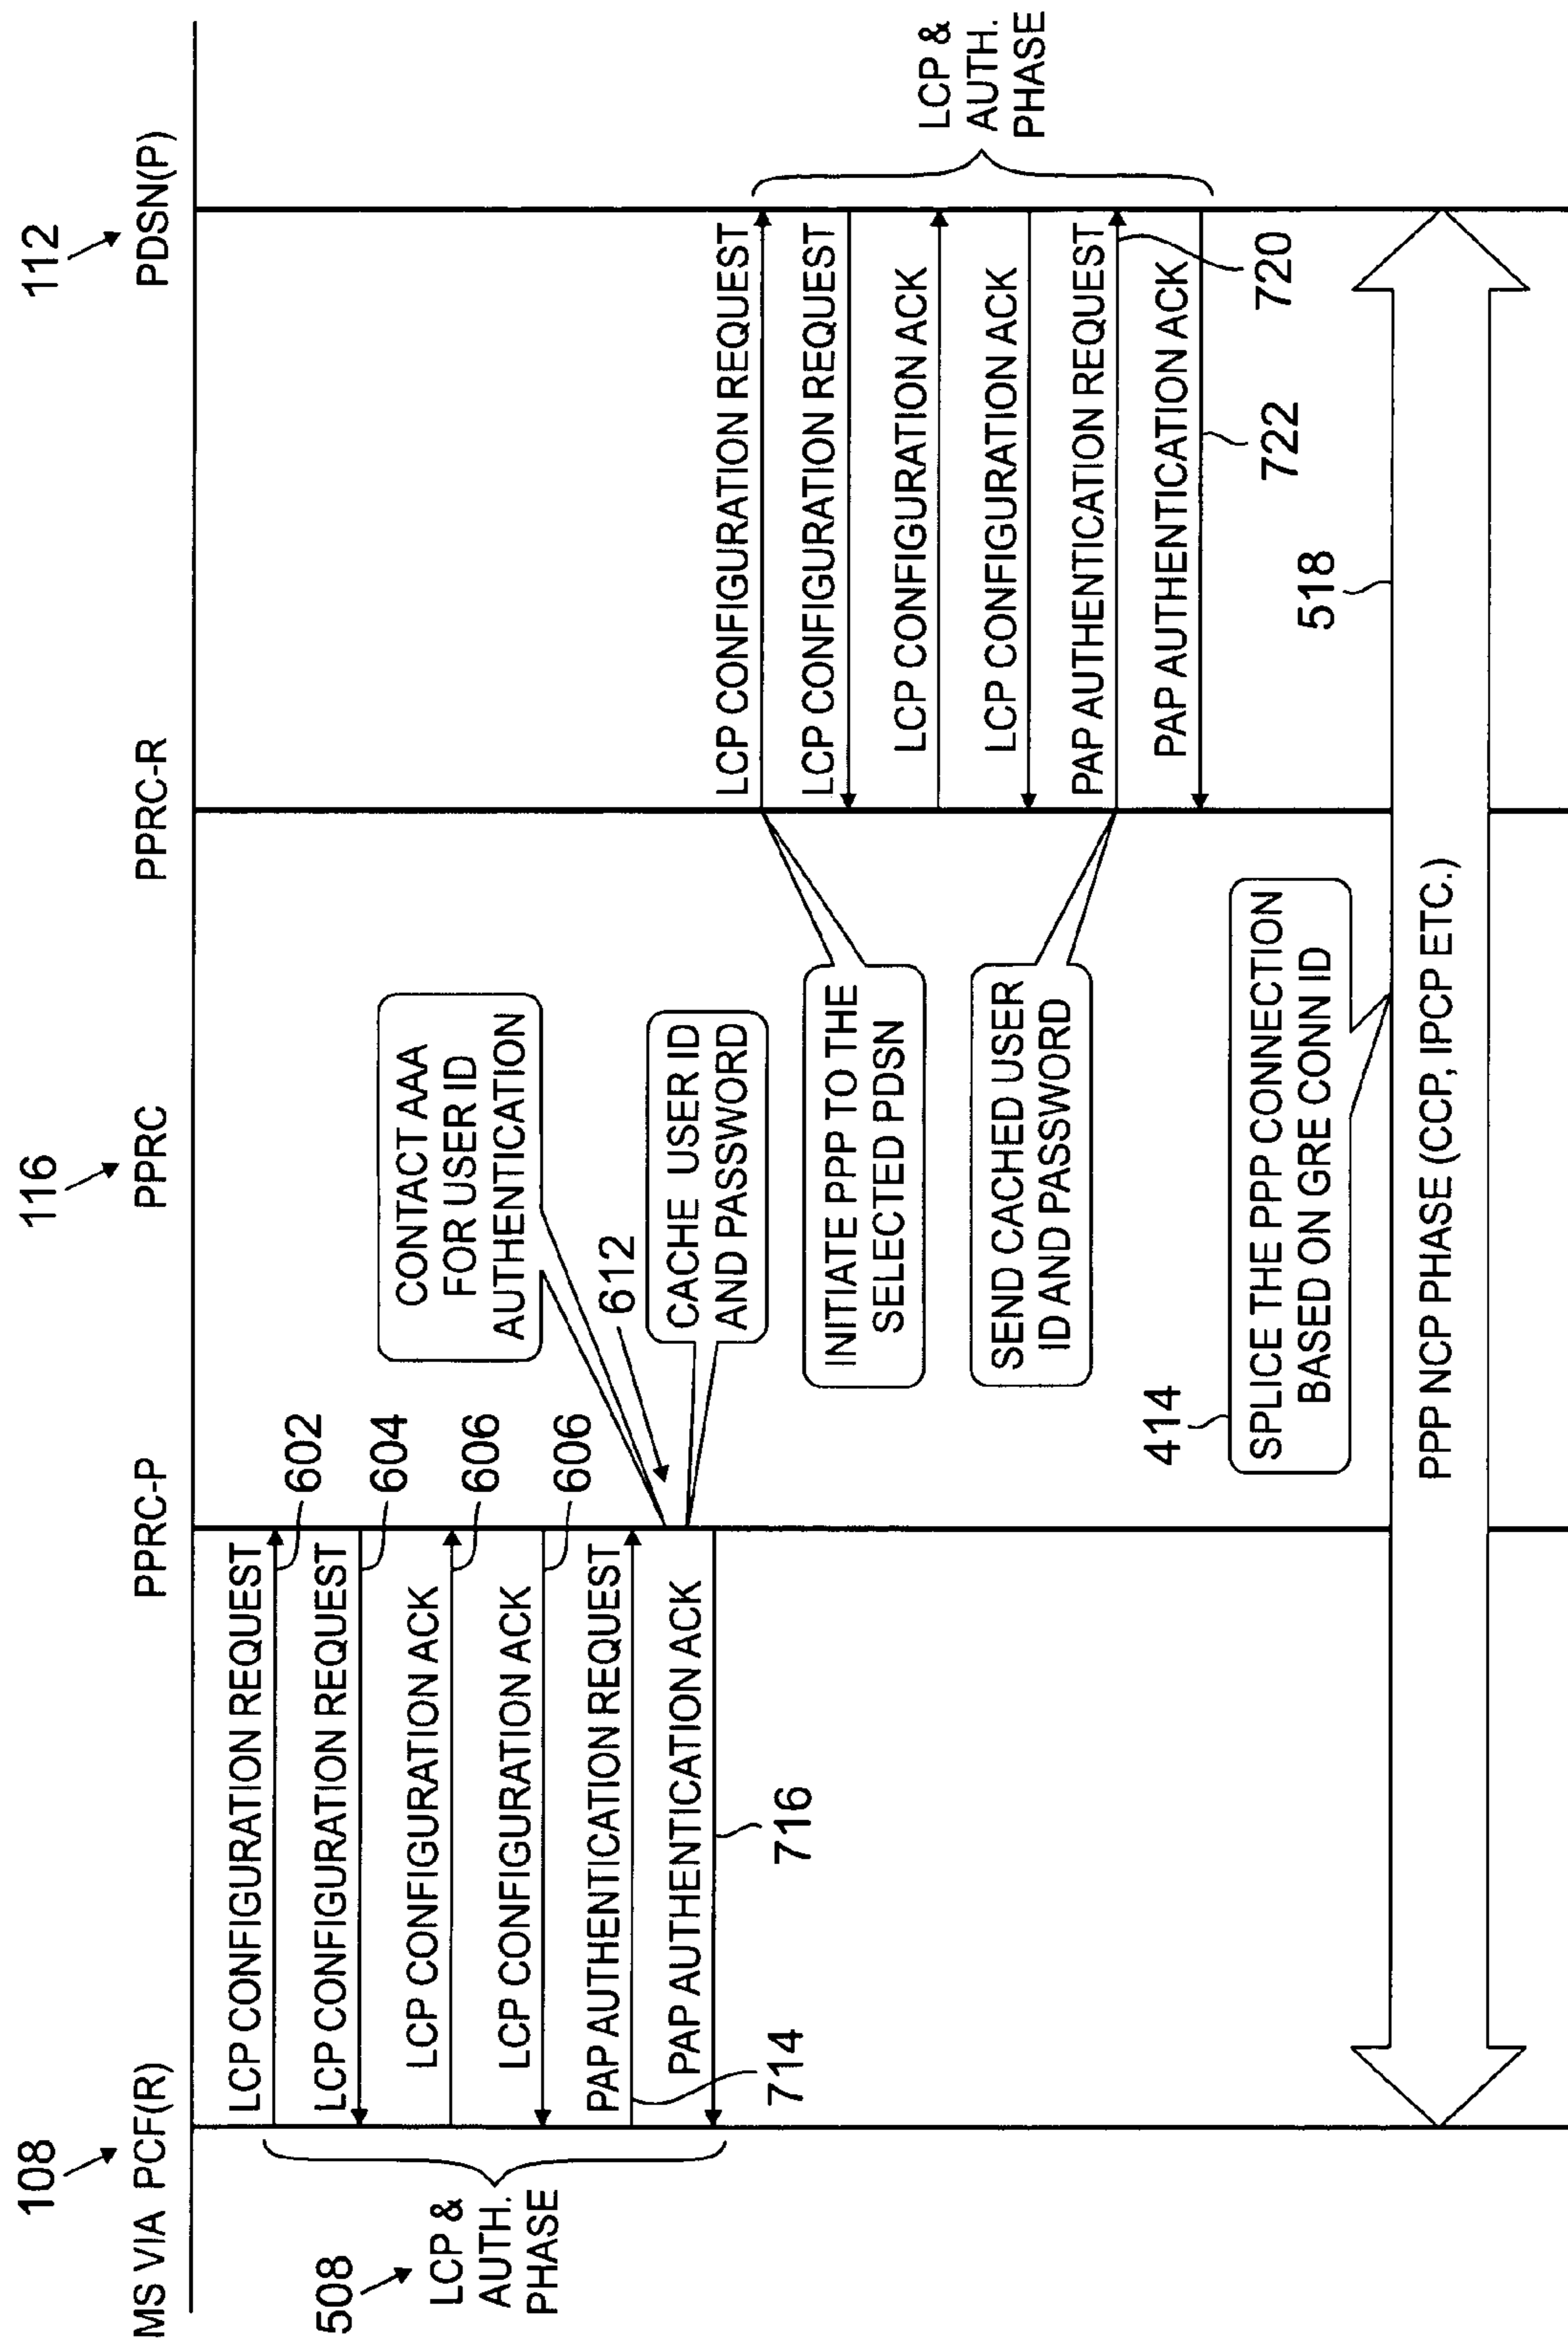 108
MS VIA PCF(R)
PPRC-P
116
PPRC
PPRC-R
112
PDSN(P)
508
LCP &
AUTH.
PHASE
LCP CONFIGURATION REQUEST
602
LCP CONFIGURATION REQUEST
604
LCP CONFIGURATION ACK
606
LCP CONFIGURATION ACK
606
PAP AUTHENTICATION REQUEST
714
PAP AUTHENTICATION ACK
716
CONTACT AAA
FOR USER ID
AUTHENTICATION
612
CACHE USER ID
AND PASSWORD
INITIATE PPP TO THE
SELECTED PDSN
SEND CACHED USER
ID AND PASSWORD
LCP CONFIGURATION REQUEST
LCP CONFIGURATION REQUEST
LCP CONFIGURATION ACK
LCP CONFIGURATION ACK
PAP AUTHENTICATION REQUEST
720
PAP AUTHENTICATION ACK
722
LCP &
AUTH.
PHASE
414
SPLICE THE PPP CONNECTION
BASED ON GRE CONN ID
518
PPP NCP PHASE (CCP, IPCP ETC.)